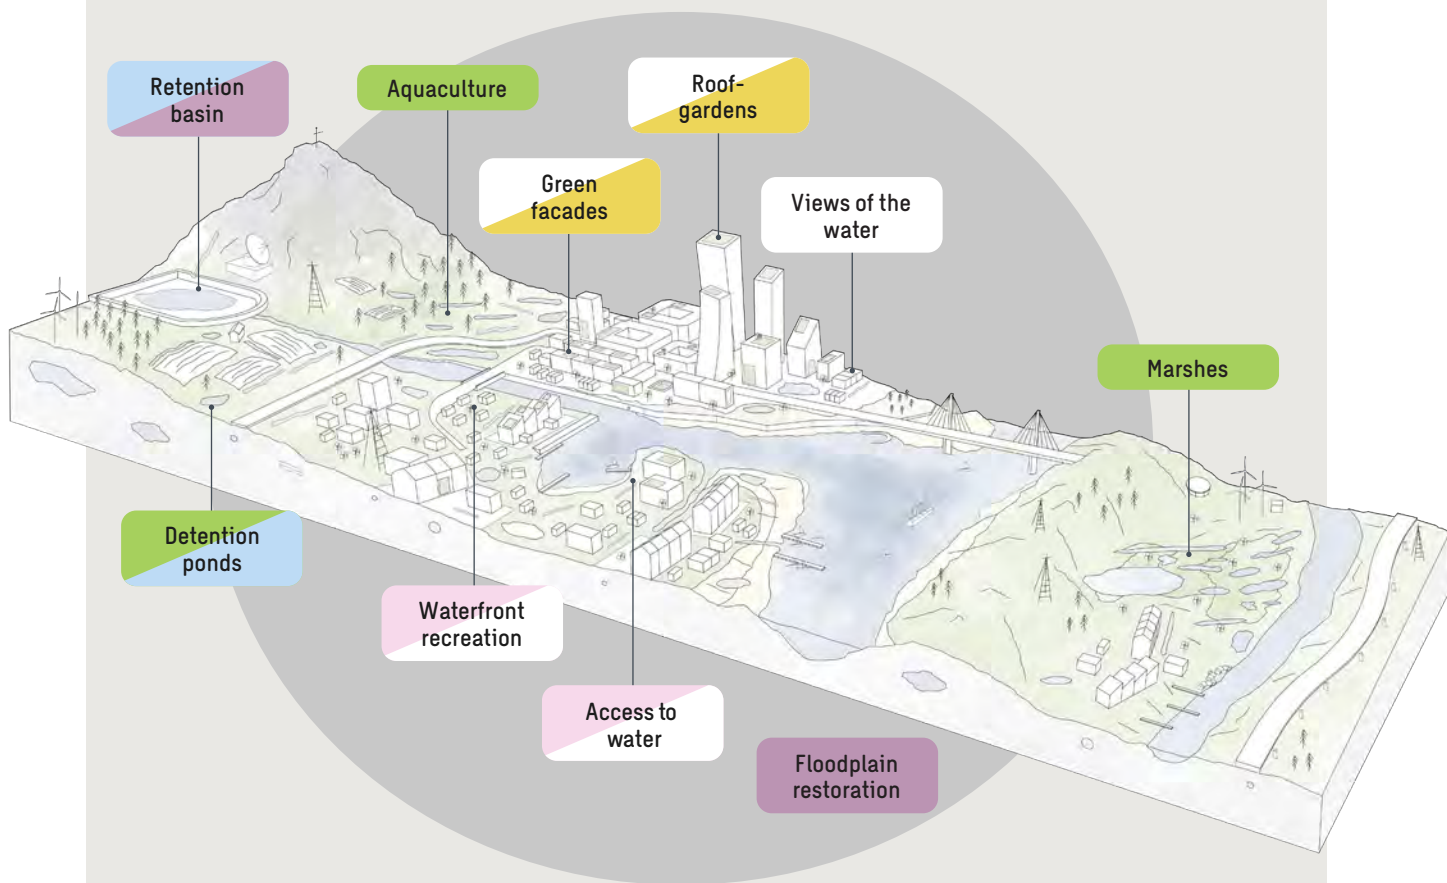 Retention
basin
Aquaculture
Roof-
gardens
Green
facades
Views of the
water
Marshes
Detention
ponds
Waterfront
recreation
Access to
water
Floodplain
restoration